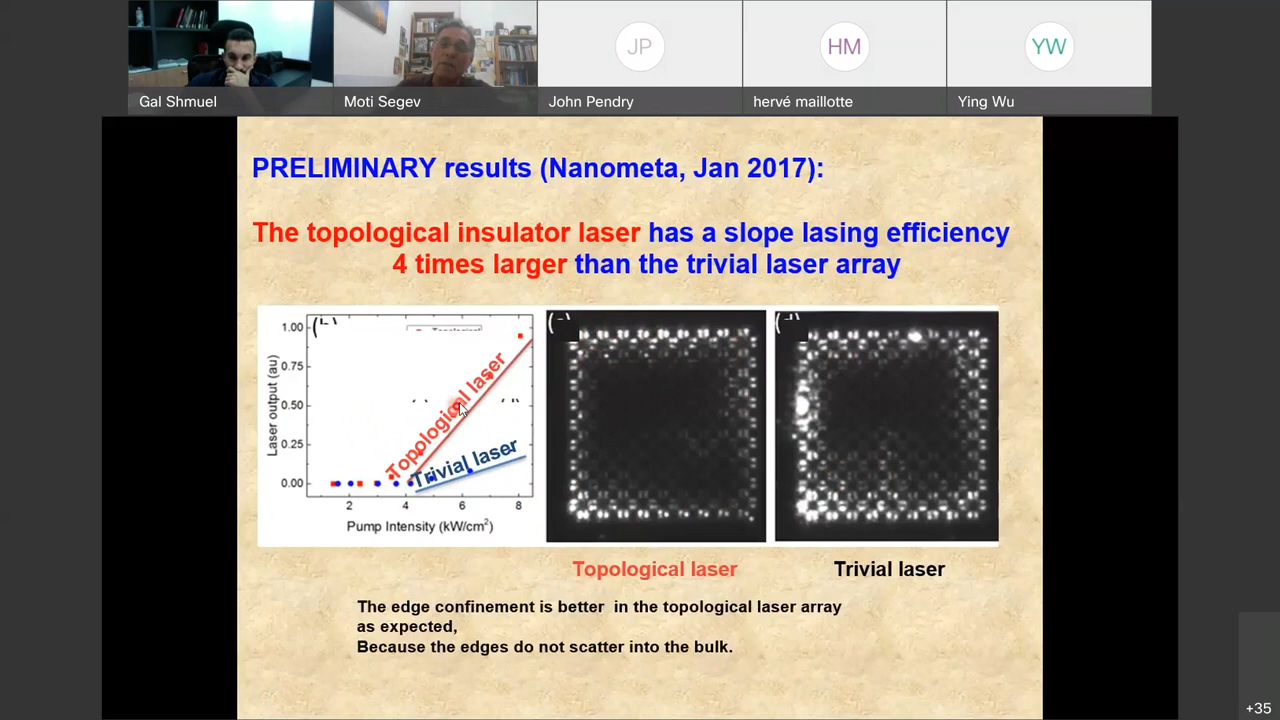 JP
HM
YW
Gal Shmuel
Moti Segev
John Pendry
hervé maillotte
Ying Wu
PRELIMINARY results (Nanometa, Jan 2017):
The topological insulator laser has a slope lasing efficiency
4 times larger than the trivial laser array
1.00
0.75
0.50
0.25
0.00
Laser output (au)
Topological laser
Trivial laser
2
4
6
8
Pump Intensity (kW/cm²)
Topological laser
Trivial laser
The edge confinement is better in the topological laser array
as expected,
Because the edges do not scatter into the bulk.
+35